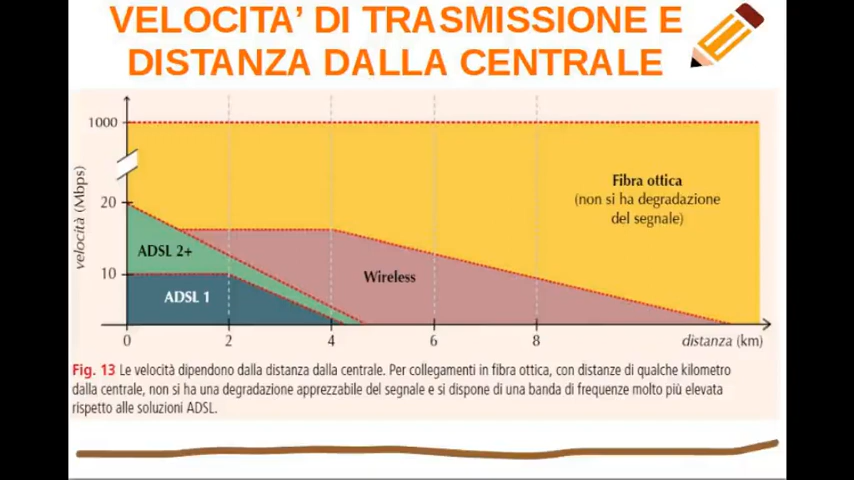 VELOCITA’ DI TRASMISSIONE E
DISTANZA DALLA CENTRALE
1000
20
10
velocità (Mbps)
Fibra ottica
(non si ha degradazione
del segnale)
ADSL 2+
Wireless
ADSL 1
0 2 4 6 8 distanza (km)
Fig. 13 Le velocità dipendono dalla distanza dalla centrale. Per collegamenti in fibra ottica, con distanze di qualche kilometro
dalla centrale, non si ha una degradazione apprezzabile del segnale e si dispone di una banda di frequenze molto più elevata
rispetto alle soluzioni ADSL.